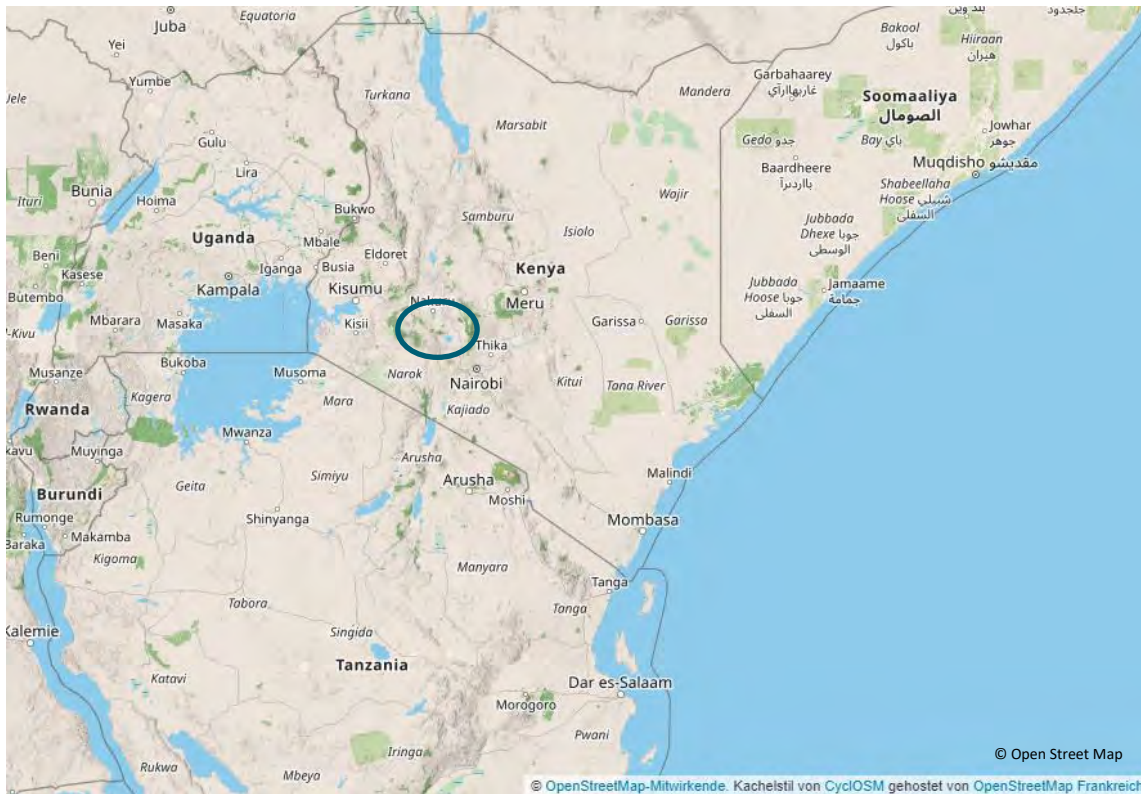 Equatoria
Juba
Yei
Yumbe
Jele
Turkana
Marsabit
Mandera
Bakool
باكول
Hiiraan
هيران
Garbahaarey
Soomaaliya
الصومال
Gulu
Lira
Gedo جدو
Bay باي
Jowhar
جوهر
Baardheere
Muqdisho مقديشو
Bunia
Ituri
Hoima
Bukwo
Samburu
Wajir
Shabeellaha
Hoose شبيلي
السفلى
Uganda
Mbale
Eldoret
Isiolo
Jubbada
Dhexe جوبا
الوسطى
Beni
Kasese
Iganga
Busia
Kenya
Butembo
Kampala
Kisumu
Meru
Jubbada
Hoose جوبا
السفلى
Jamaame
جمامة
Mbarara
Masaka
Kisii
Nakuru
Garissa
Garissa
Thika
Bukoba
Musoma
Narok
Nairobi
Kitui
Tana River
Musanze
Kagera
Mara
Kajiado
Rwanda
Muyinga
Mwanza
Simiyu
Arusha
Arusha
Moshi
Malindi
Burundi
Geita
Rumonge
Makamba
Baraka
Shinyanga
Mombasa
Kigoma
Manyara
Tanga
Tanga
Tabora
Singida
Kalemie
Tanzania
Katavi
Dar es-Salaam
Morogoro
Pwani
Iringa
Rukwa
Mbeya
© Open Street Map
© OpenStreetMap-Mitwirkende. Kachelstil von CyclOSM gehostet von OpenStreetMap Frankreich